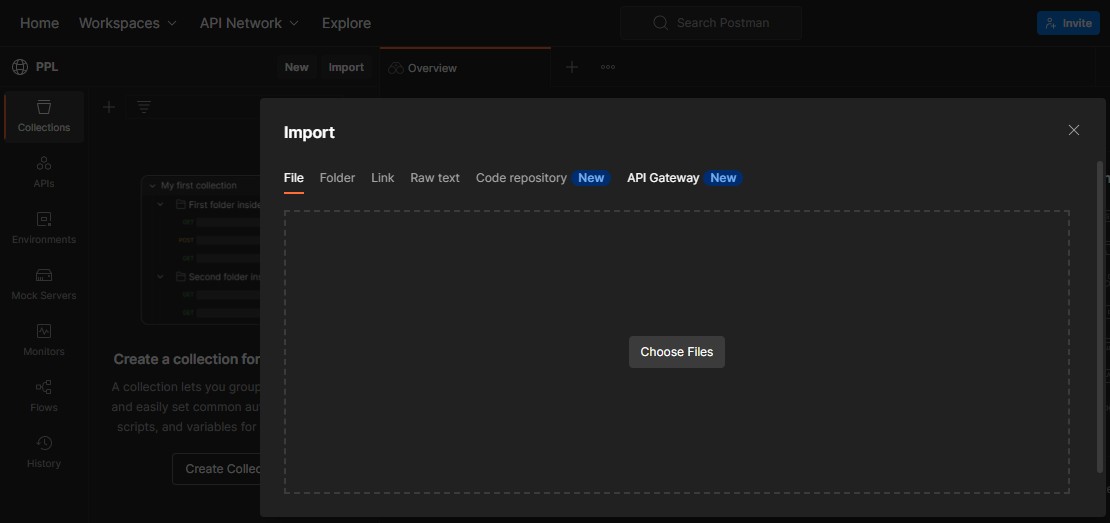 Home Workspaces API Network Explore Search Postman Invite
PPL New Import Overview
Collections
APIs
Environments
Mock Servers
Monitors
Flows
History
My first collection
First folder inside
GET
POST
GET
Second folder ins
GET
GET
Create a collection for
A collection lets you group
and easily set common au
scripts, and variables for
Create Collec
Import
File Folder Link Raw text Code repository New API Gateway New
Choose Files